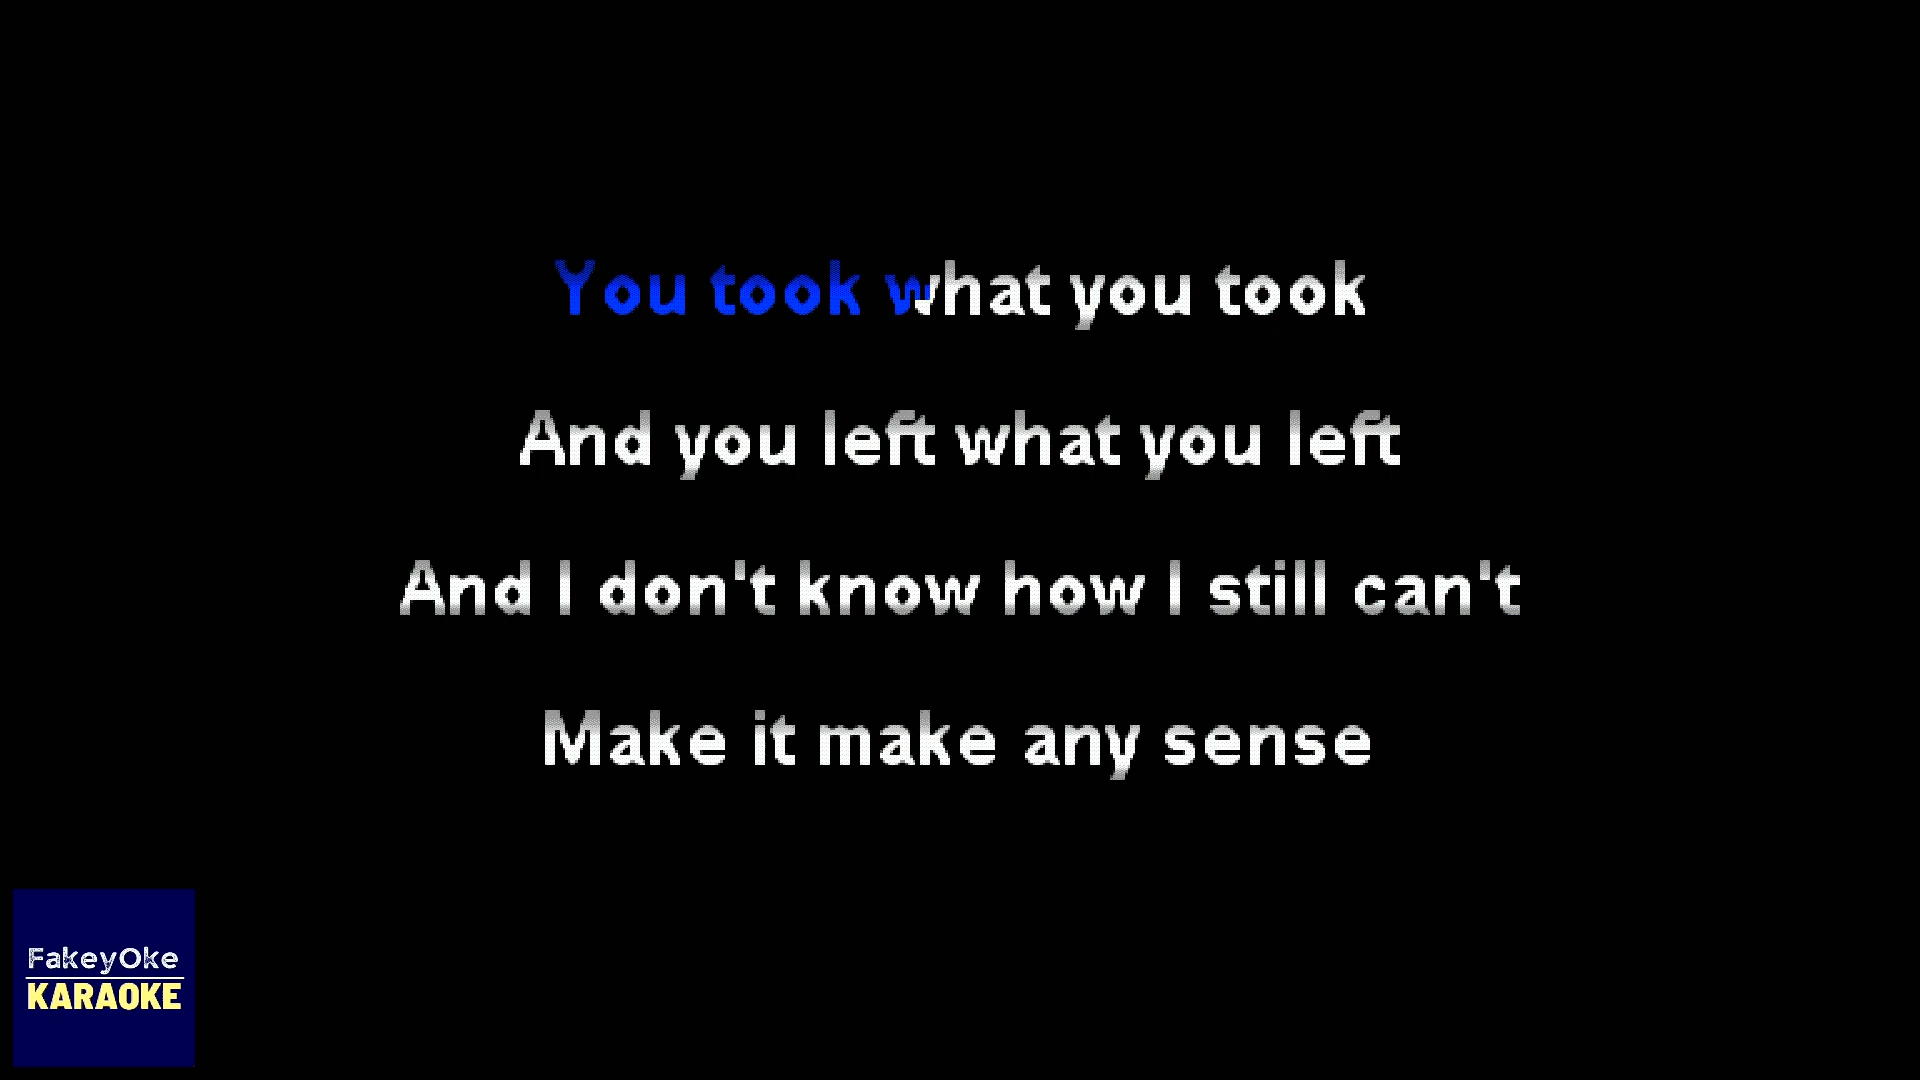 You took what you took
And you left what you left
And I don't know how I still can't
Make it make any sense
FakeyOke
KARAOKE